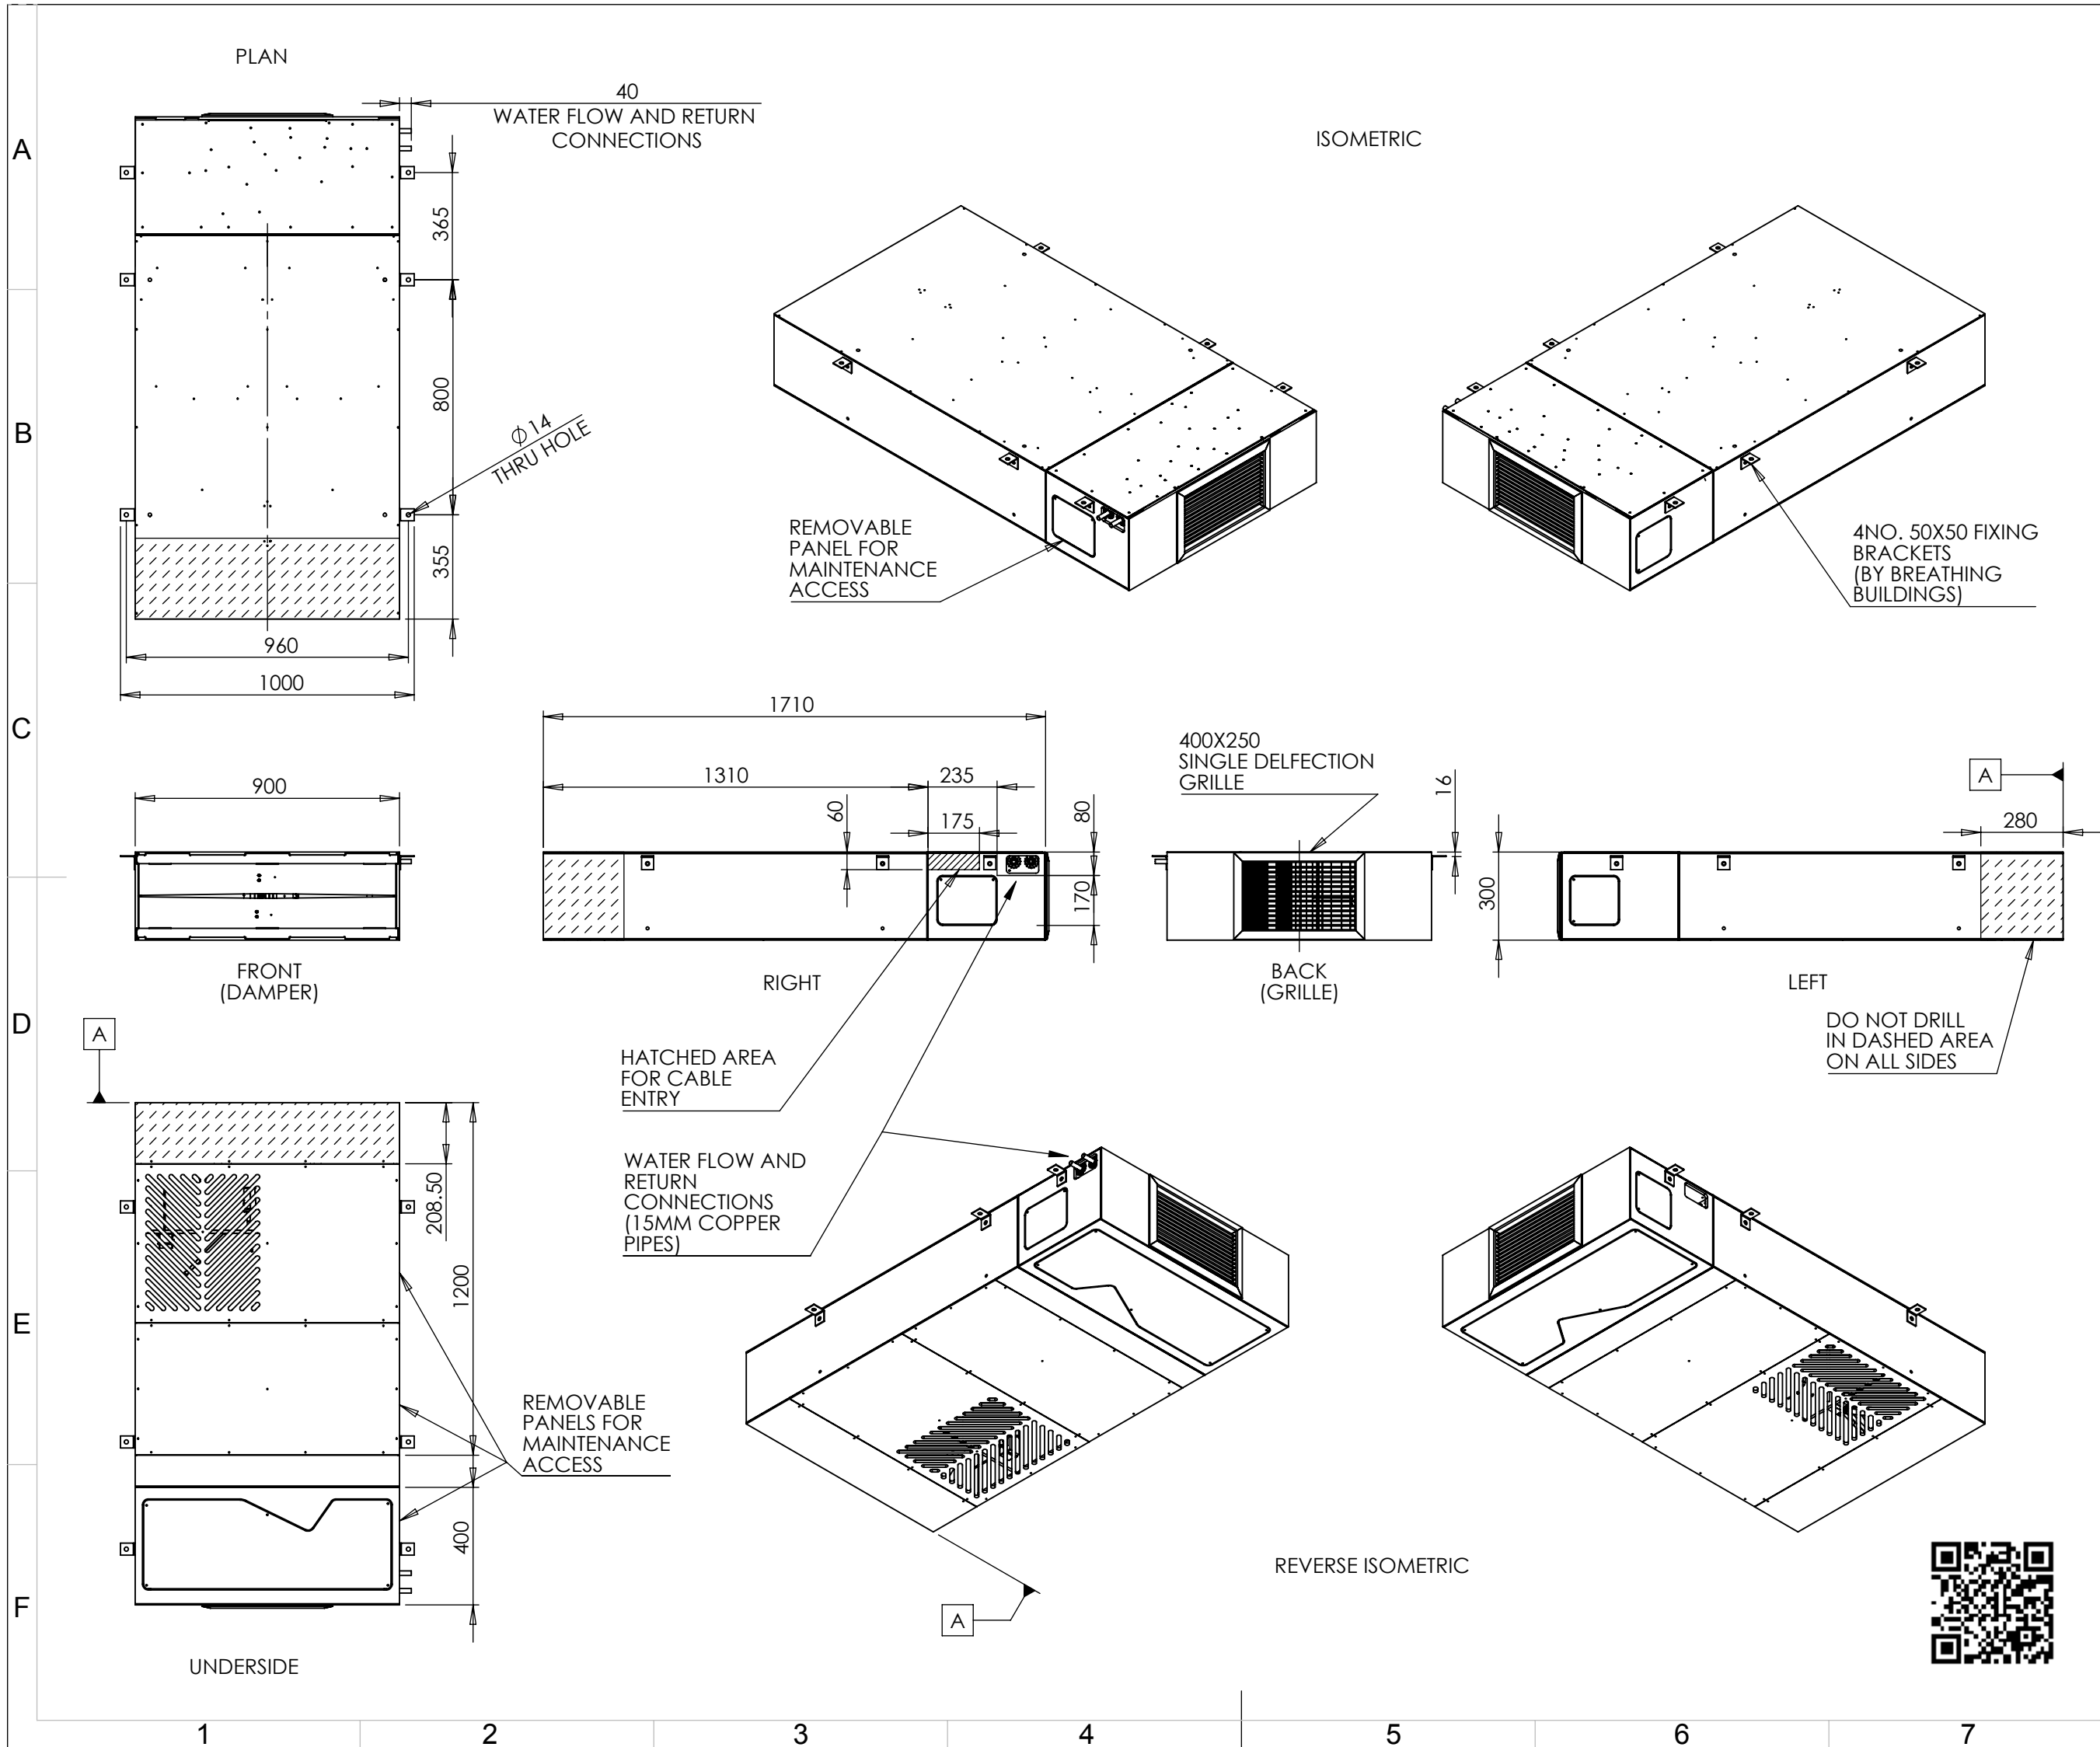 PLAN
40
WATER FLOW AND RETURN
CONNECTIONS
ISOMETRIC
A
365
800
B
Φ14
THRU HOLE
355
960
1000
REMOVABLE
PANEL FOR
MAINTENANCE
ACCESS
4NO. 50X50 FIXING
BRACKETS
(BY BREATHING
BUILDINGS)
C
1710
900
1310
235
60
175
80
170
400X250
SINGLE DELFECTION
GRILLE
16
300
A
280
FRONT
(DAMPER)
RIGHT
BACK
(GRILLE)
LEFT
D
A
HATCHED AREA
FOR CABLE
ENTRY
DO NOT DRILL
IN DASHED AREA
ON ALL SIDES
WATER FLOW AND
RETURN
CONNECTIONS
(15MM COPPER
PIPES)
208.50
1200
E
REMOVABLE
PANELS FOR
MAINTENANCE
ACCESS
400
REVERSE ISOMETRIC
F
A
UNDERSIDE
1
2
3
4
5
6
7